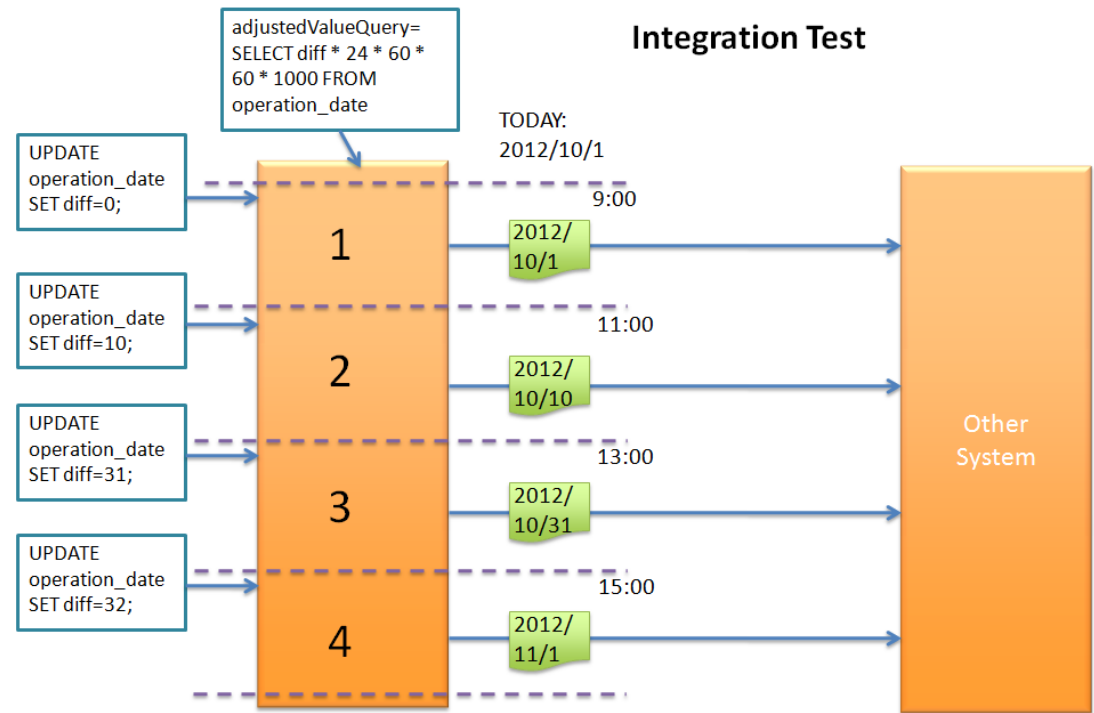 adjustedValueQuery=
SELECT diff * 24 * 60 *
60 * 1000 FROM
operation_date
Integration Test
TODAY:
2012/10/1
UPDATE
operation_date
SET diff=0;
9:00
1
2012/
10/1
UPDATE
operation_date
SET diff=10;
11:00
2
2012/
10/10
Other
System
UPDATE
operation_date
SET diff=31;
13:00
3
2012/
10/31
UPDATE
operation_date
SET diff=32;
15:00
4
2012/
11/1